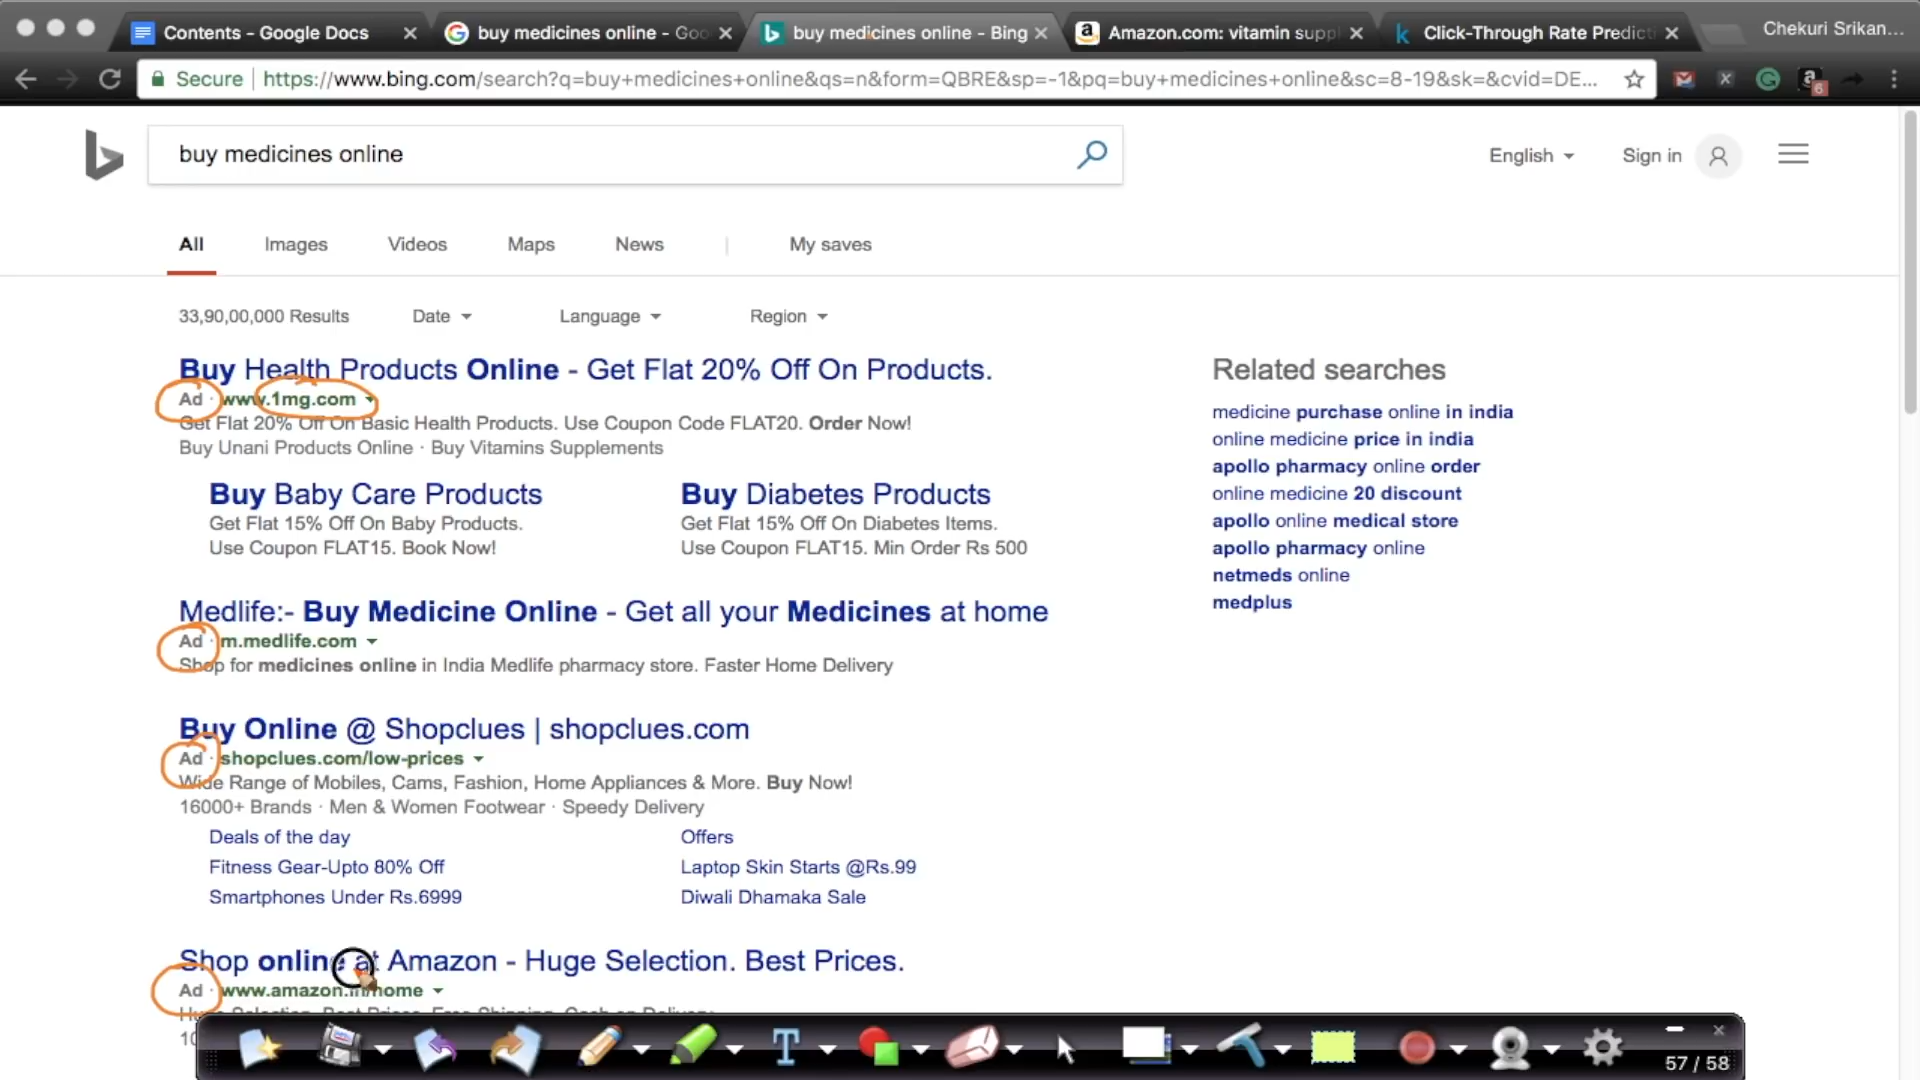 Contents - Google Docs
buy medicines online - Goo
buy medicines online - Bing
Amazon.com: vitamin suppl
Click-Through Rate Predicti
Chekuri Srikan...
Secure
https://www.bing.com/search?q=buy+medicines+online&qs=n&form=QBRE&sp=-1&pq=buy+medicines+online&sc=8-19&sk=&cvid=DE...
6
buy medicines online
English
Sign in
All
Images
Videos
Maps
News
My saves
33,90,00,000 Results
Date
Language
Region
Buy Health Products Online - Get Flat 20% Off On Products.
Ad · www.1mg.com
Get Flat 20% Off On Basic Health Products. Use Coupon Code FLAT20. Order Now!
Buy Unani Products Online · Buy Vitamins Supplements
Buy Baby Care Products
Get Flat 15% Off On Baby Products.
Use Coupon FLAT15. Book Now!
Buy Diabetes Products
Get Flat 15% Off On Diabetes Items.
Use Coupon FLAT15. Min Order Rs 500
Medlife:- Buy Medicine Online - Get all your Medicines at home
Ad · m.medlife.com
Shop for medicines online in India Medlife pharmacy store. Faster Home Delivery
Buy Online @ Shopclues | shopclues.com
Ad · shopclues.com/low-prices
Wide Range of Mobiles, Cams, Fashion, Home Appliances & More. Buy Now!
16000+ Brands · Men & Women Footwear · Speedy Delivery
Deals of the day
Offers
Fitness Gear-Upto 80% Off
Laptop Skin Starts @Rs.99
Smartphones Under Rs.6999
Diwali Dhamaka Sale
Shop online at Amazon - Huge Selection. Best Prices.
Ad · www.amazon.in/home
Related searches
medicine purchase online in india
online medicine price in india
apollo pharmacy online order
online medicine 20 discount
apollo online medical store
apollo pharmacy online
netmeds online
medplus
57 / 58